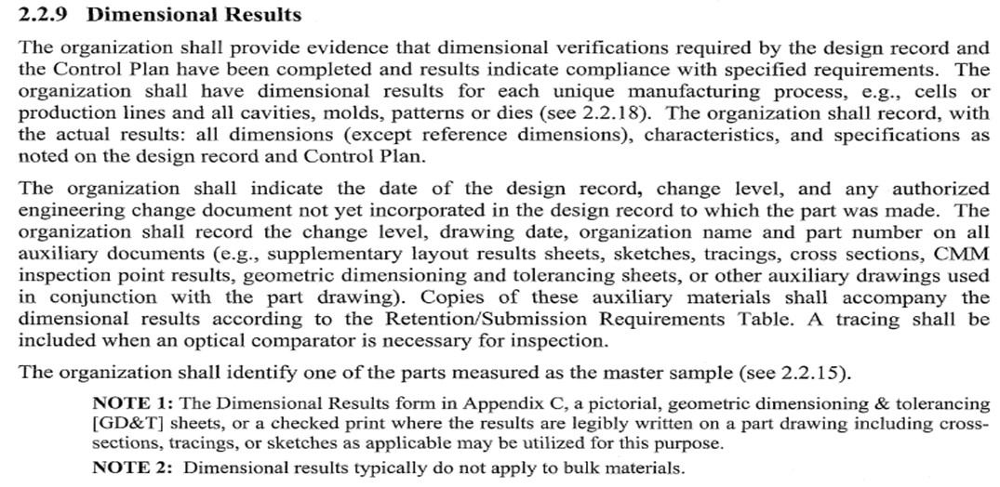 2.2.9 Dimensional Results
The organization shall provide evidence that dimensional verifications required by the design record and
the Control Plan have been completed and results indicate compliance with specified requirements. The
organization shall have dimensional results for each unique manufacturing process, e.g., cells or
production lines and all cavities, molds, patterns or dies (see 2.2.18). The organization shall record, with
the actual results: all dimensions (except reference dimensions), characteristics, and specifications as
noted on the design record and Control Plan.
The organization shall indicate the date of the design record, change level, and any authorized
engineering change document not yet incorporated in the design record to which the part was made. The
organization shall record the change level, drawing date, organization name and part number on all
auxiliary documents (e.g., supplementary layout results sheets, sketches, tracings, cross sections, CMM
inspection point results, geometric dimensioning and tolerancing sheets, or other auxiliary drawings used
in conjunction with the part drawing). Copies of these auxiliary materials shall accompany the
dimensional results according to the Retention/Submission Requirements Table. A tracing shall be
included when an optical comparator is necessary for inspection.
The organization shall identify one of the parts measured as the master sample (see 2.2.15).
NOTE 1: The Dimensional Results form in Appendix C, a pictorial, geometric dimensioning & tolerancing
[GD&T] sheets, or a checked print where the results are legibly written on a part drawing including cross-
sections, tracings, or sketches as applicable may be utilized for this purpose.
NOTE 2: Dimensional results typically do not apply to bulk materials.